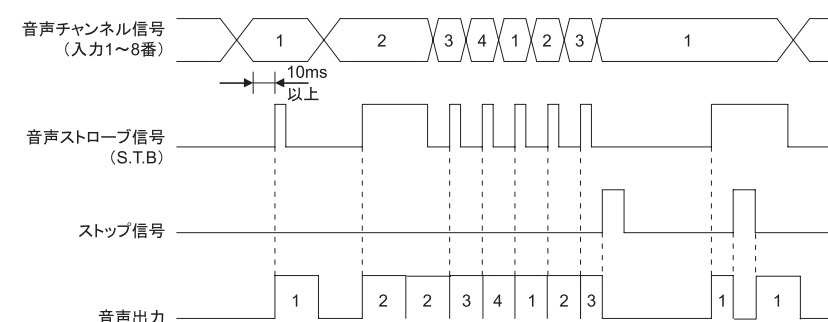 音声チャンネル信号
(入力1〜8番)
1 2 3 4 1 2 3 1
10ms
以上
音声ストローブ信号
(S.T.B)
ストップ信号
音声出力
1 2 2 3 4 1 2 3 1 1